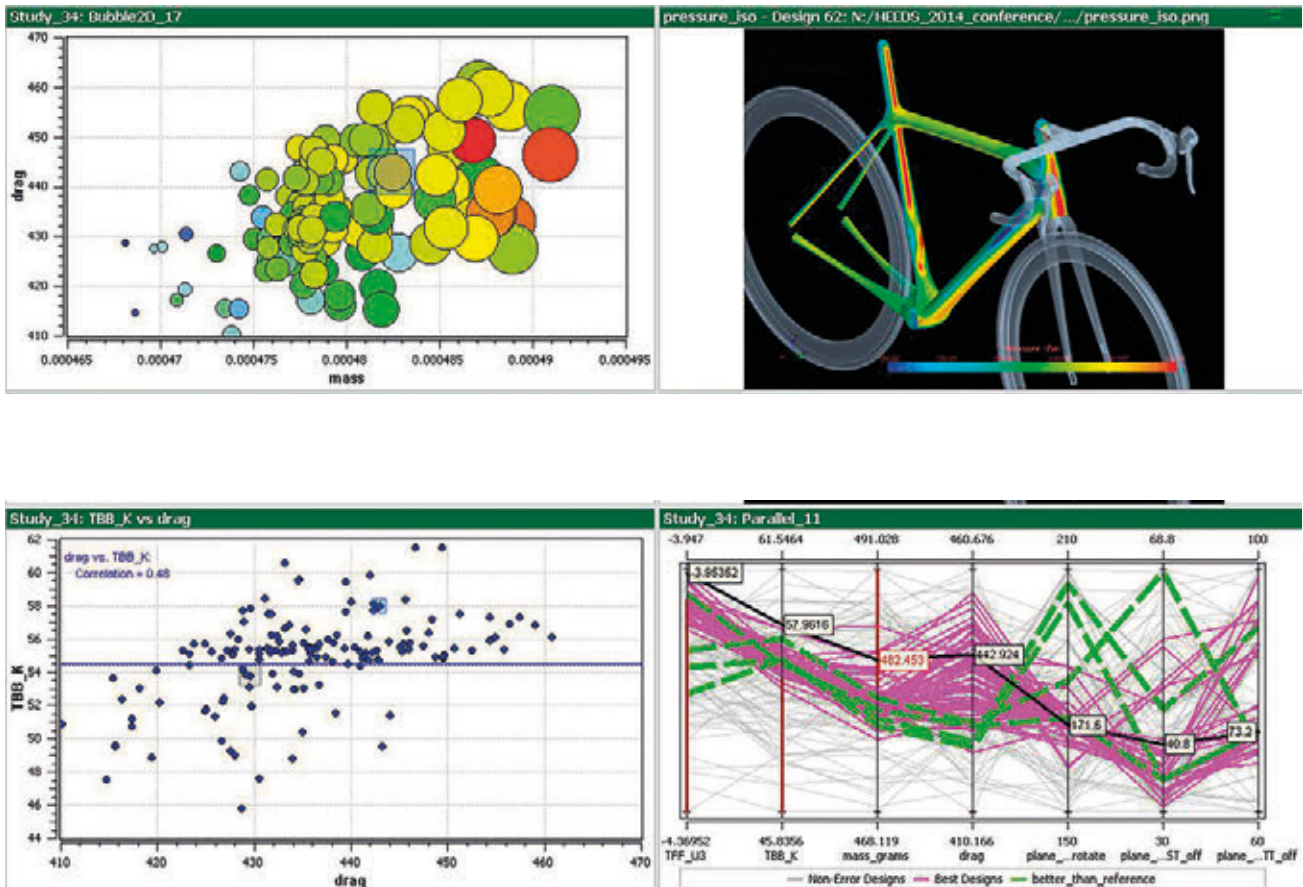 Study_34: Bubble2D_17
470
460
450
440
430
420
410
drag
0.000465 0.00047 0.000475 0.00048 0.000485 0.00049 0.000495
mass
pressure_iso - Design 62: N:/HEEDS_2014_conference/.../pressure_iso.png
Study_34: TBB_K vs drag
drag vs. TBB_K:
Correlation = 0.48
62
60
58
56
54
52
50
48
46
44
TBB_K
410 420 430 440 450 460 470
drag
Study_34: Parallel_11
-3.947 61.5464 491.028 460.676 210 68.8 100
-3.95352
57.9616
482.453
442.924
171.6
40.8
73.2
-4.36952 45.8356 468.119 410.166 150 30 60
TFF_U3 TBB_K mass_grams drag plane_...rotate plane_...ST_off plane_...TT_off
Non-Error Designs Best Designs better_than_reference